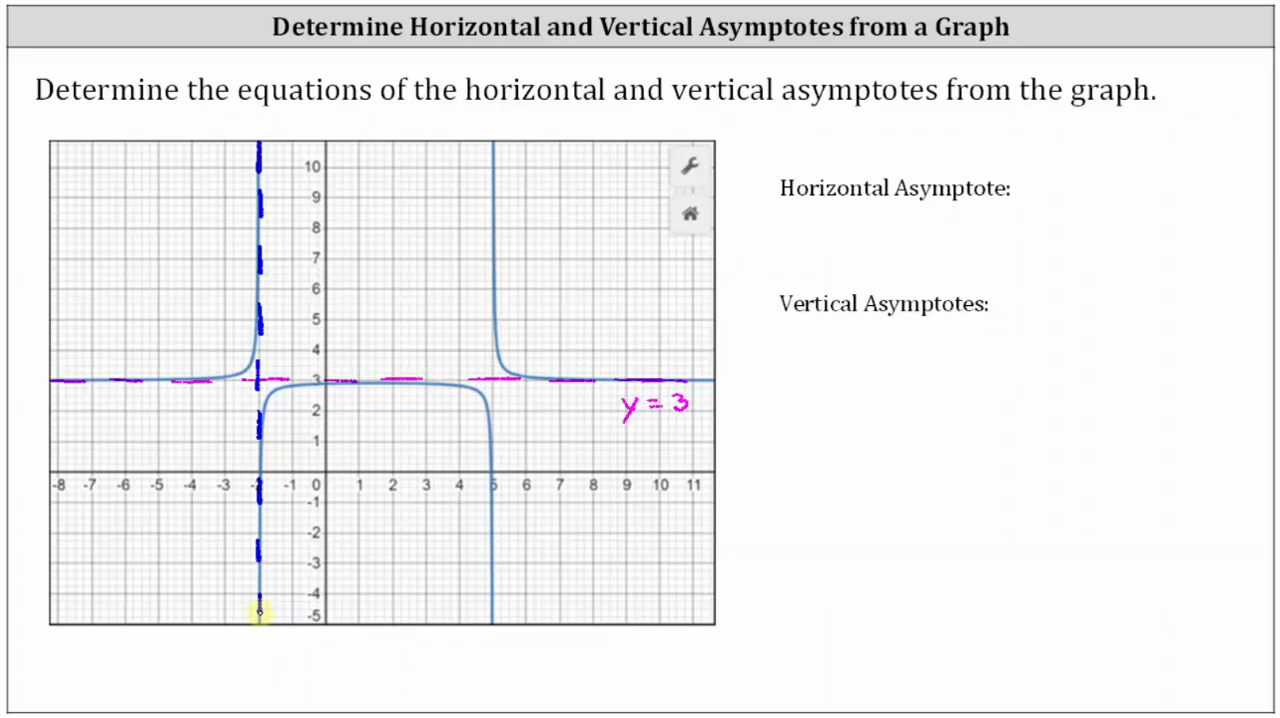 Determine Horizontal and Vertical Asymptotes from a Graph
Determine the equations of the horizontal and vertical asymptotes from the graph.
Horizontal Asymptote:
Vertical Asymptotes:
10
9
8
7
6
5
4
3
2
1
-8 -7 -6 -5 -4 -3 -2 -1 0 1 2 3 4 5 6 7 8 9 10 11
-1
-2
-3
-4
-5
y = 3